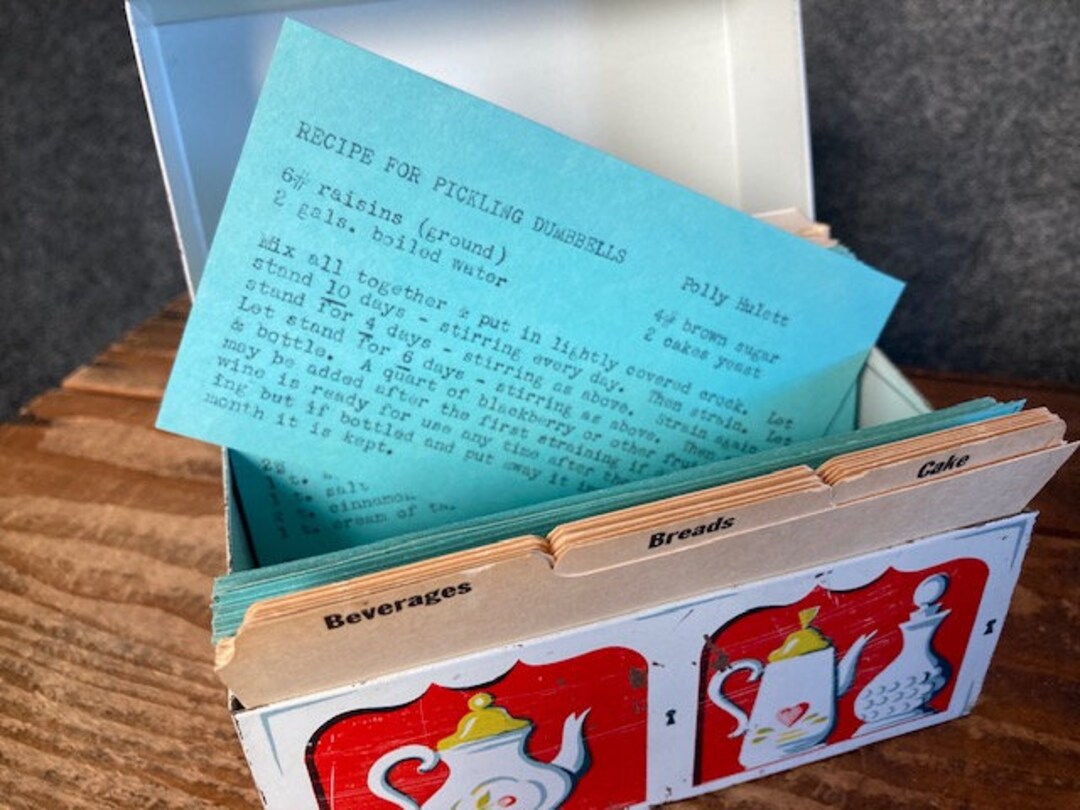 RECIPE FOR PICKLING DUMBBELLS
Polly Hulett
6# raisins (ground) 4# brown sugar
2 gals. boiled water 2 cakes yeast
Mix all together & put in lightly covered crock. Let
stand 10 days - stirring every day. Then strain. Let
stand for 4 days - stirring as above. Strain again.
Let stand for 6 days - stirring as above. Then
& bottle. A quart of blackberry or other
may be added after the first straining if
wine is ready for use any time after
ing but if bottled and put away it
month it is kept.
salt
cinnamon
cream of
Beverages
Breads
Cake